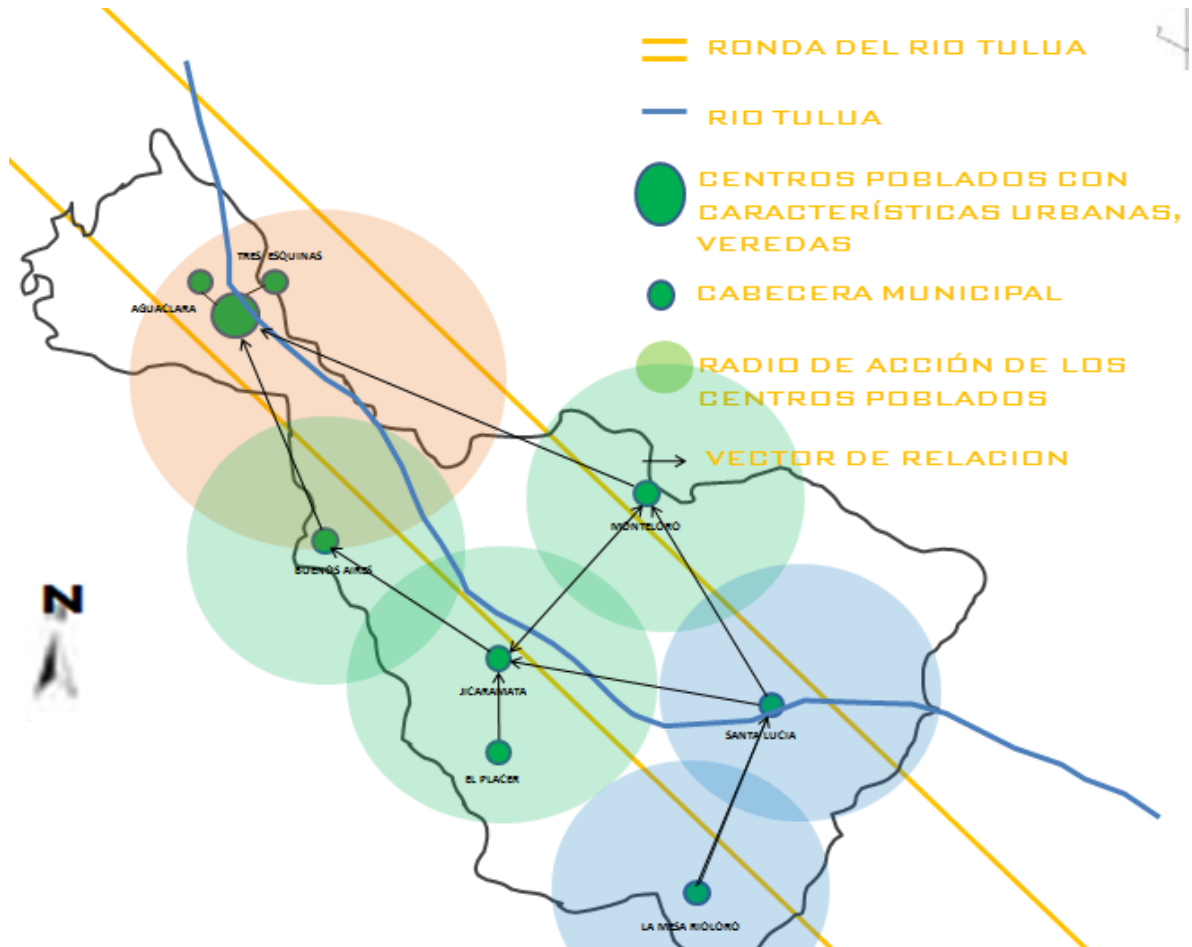 RONDA DEL RIO TULUA
RIO TULUA
CENTROS POBLADOS CON
CARACTERÍSTICAS URBANAS,
VEREDAS
CABECERA MUNICIPAL
RADIO DE ACCIÓN DE LOS
CENTROS POBLADOS
VECTOR DE RELACION
TRES ESQUINAS
AGUACLARA
MONTELORO
BUENOS AIRES
N
JICARAMATA
SANTA LUCIA
EL PLACER
LA MESA RIOLORO